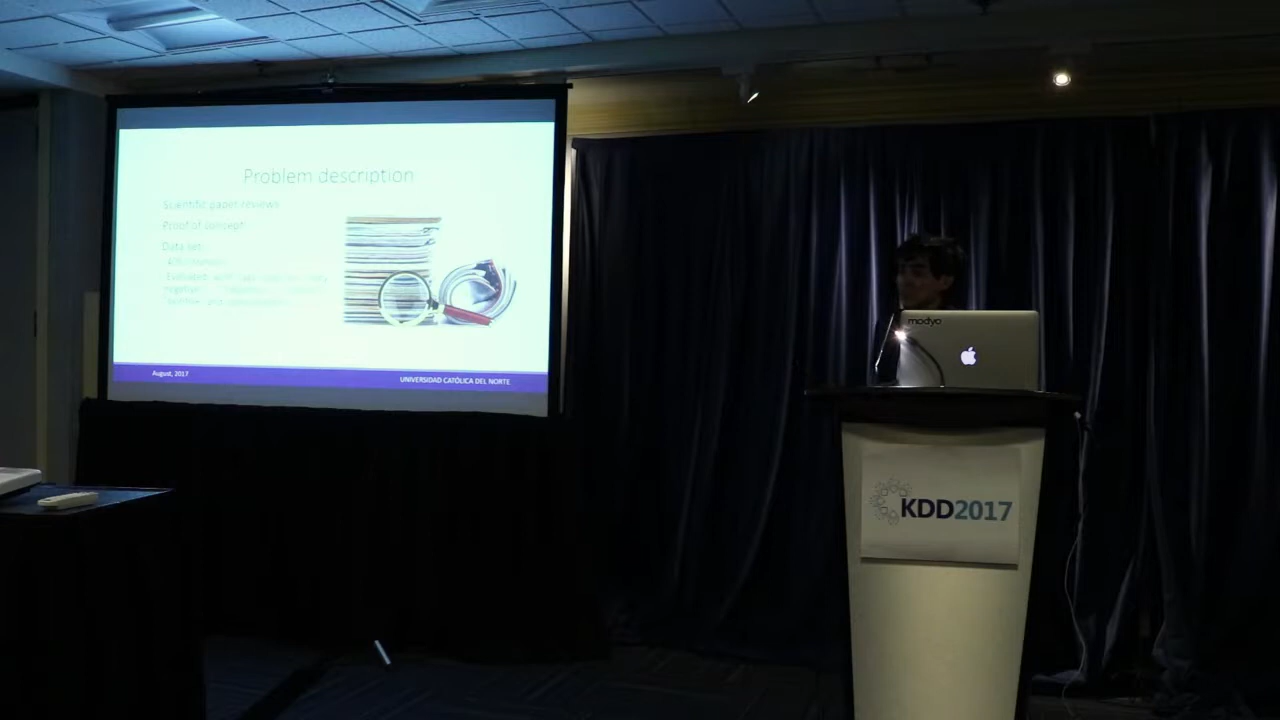 Problem description
Scientific paper reviews
Proof of concept
Data set:
August, 2017
UNIVERSIDAD CATÓLICA DEL NORTE
modyo
KDD2017